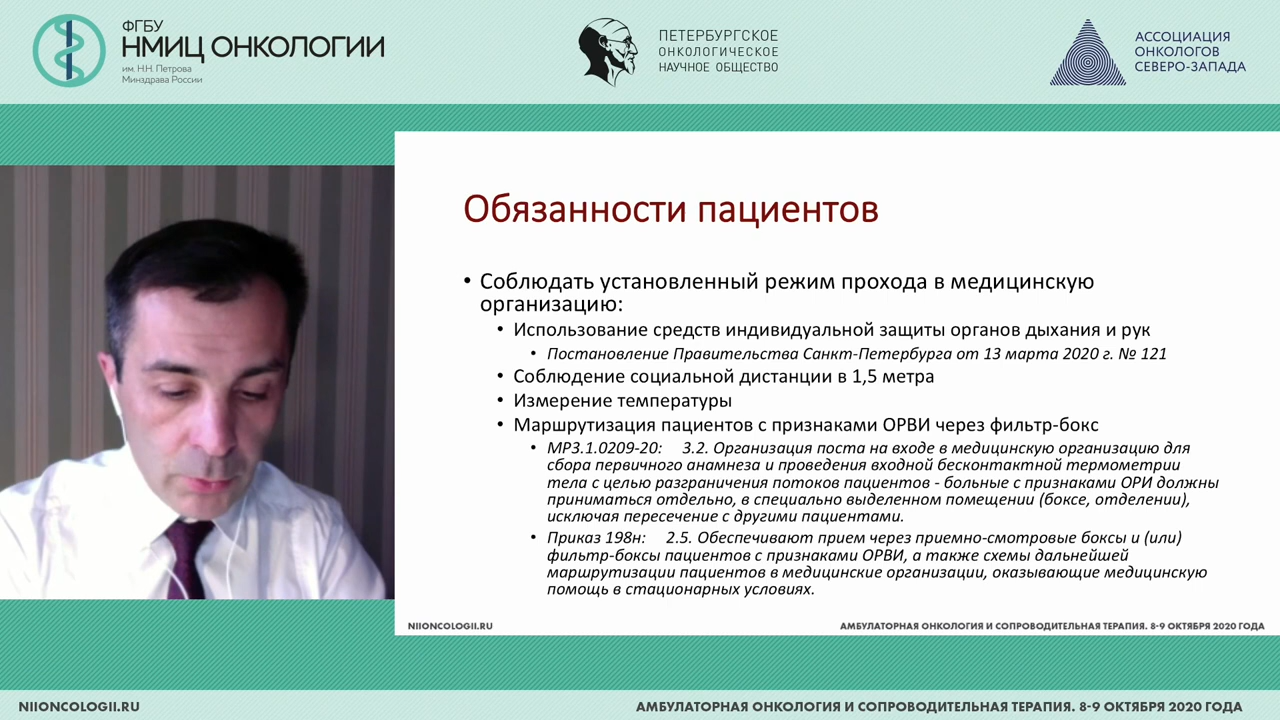 ФГБУ
НМИЦ ОНКОЛОГИИ
им. Н.Н. Петрова
Минздрава России
ПЕТЕРБУРГСКОЕ
ОНКОЛОГИЧЕСКОЕ
НАУЧНОЕ ОБЩЕСТВО
АССОЦИАЦИЯ
ОНКОЛОГОВ
СЕВЕРО-ЗАПАДА
Обязанности пациентов
• Соблюдать установленный режим прохода в медицинскую
организацию:
• Использование средств индивидуальной защиты органов дыхания и рук
• Постановление Правительства Санкт-Петербурга от 13 марта 2020 г. № 121
• Соблюдение социальной дистанции в 1,5 метра
• Измерение температуры
• Маршрутизация пациентов с признаками ОРВИ через фильтр-бокс
• МР3.1.0209-20: 3.2. Организация поста на входе в медицинскую организацию для
сбора первичного анамнеза и проведения входной бесконтактной термометрии
тела с целью разграничения потоков пациентов - больные с признаками ОРИ должны
приниматься отдельно, в специально выделенном помещении (боксе, отделении),
исключая пересечение с другими пациентами.
• Приказ 198н: 2.5. Обеспечивают прием через приемно-смотровые боксы и (или)
фильтр-боксы пациентов с признаками ОРВИ, а также схемы дальнейшей
маршрутизации пациентов в медицинские организации, оказывающие медицинскую
помощь в стационарных условиях.
NIIONCOLOGII.RU
АМБУЛАТОРНАЯ ОНКОЛОГИЯ И СОПРОВОДИТЕЛЬНАЯ ТЕРАПИЯ. 8-9 ОКТЯБРЯ 2020 ГОДА
NIIONCOLOGII.RU
АМБУЛАТОРНАЯ ОНКОЛОГИЯ И СОПРОВОДИТЕЛЬНАЯ ТЕРАПИЯ. 8-9 ОКТЯБРЯ 2020 ГОДА